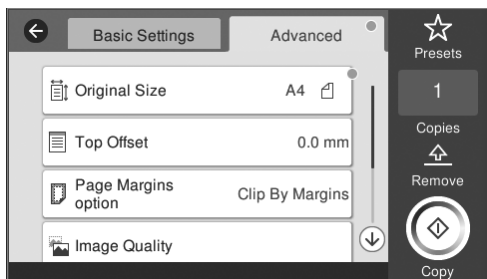 Basic Settings
Advanced
Presets
Original Size
A4
1
Copies
Top Offset
0.0 mm
Remove
Page Margins
option
Clip By Margins
Image Quality
Copy